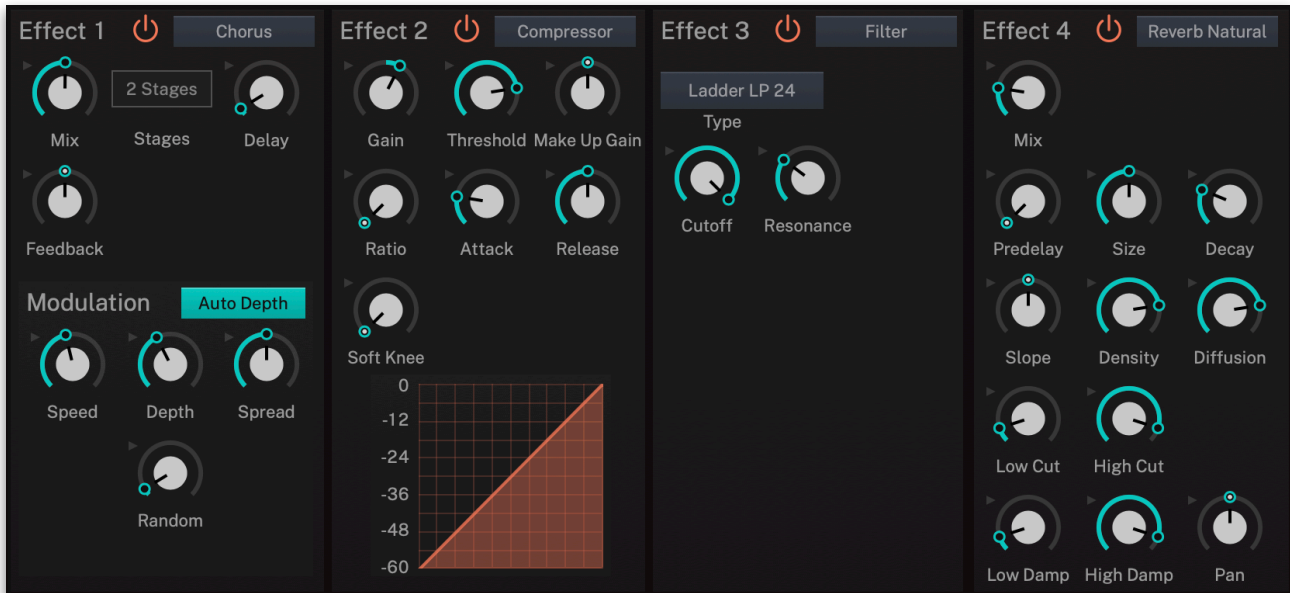 Effect 1
Chorus
2 Stages
Mix
Stages
Delay
Feedback
Modulation
Auto Depth
Speed
Depth
Spread
Random
Effect 2
Compressor
Gain
Threshold
Make Up Gain
Ratio
Attack
Release
Soft Knee
0
-12
-24
-36
-48
-60
Effect 3
Filter
Ladder LP 24
Type
Cutoff
Resonance
Effect 4
Reverb Natural
Mix
Predelay
Size
Decay
Slope
Density
Diffusion
Low Cut
High Cut
Low Damp
High Damp
Pan